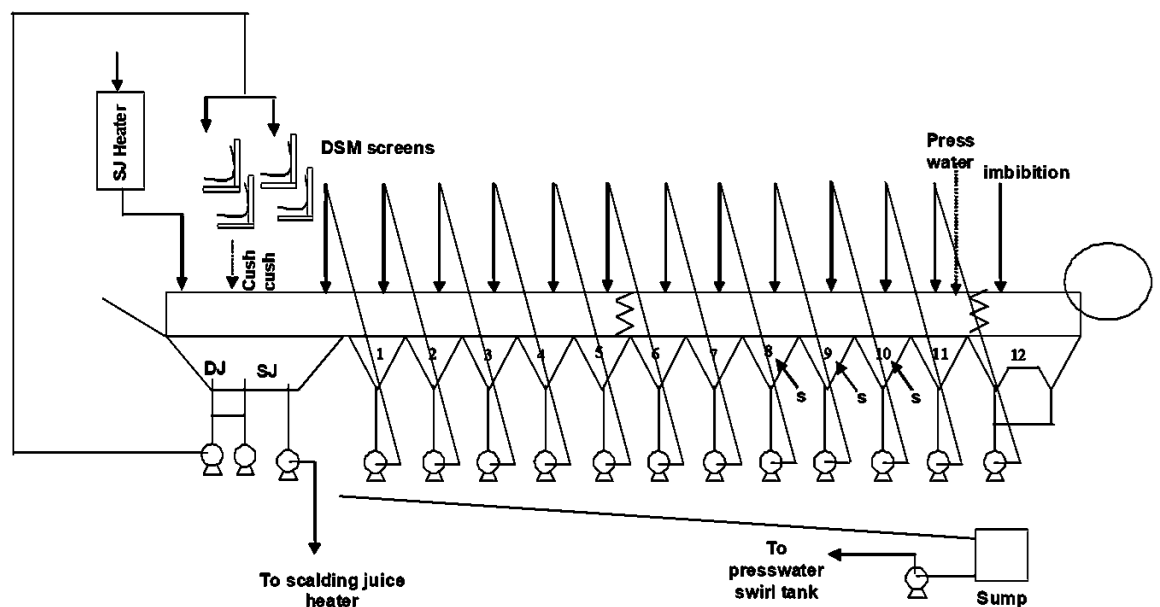 SJ Heater
DSM screens
Press
water
imbibition
Cush
cush
DJ
SJ
1
2
3
4
5
6
7
8
9
10
11
12
s
s
s
To scalding juice
heater
To
presswater
swirl tank
Sump